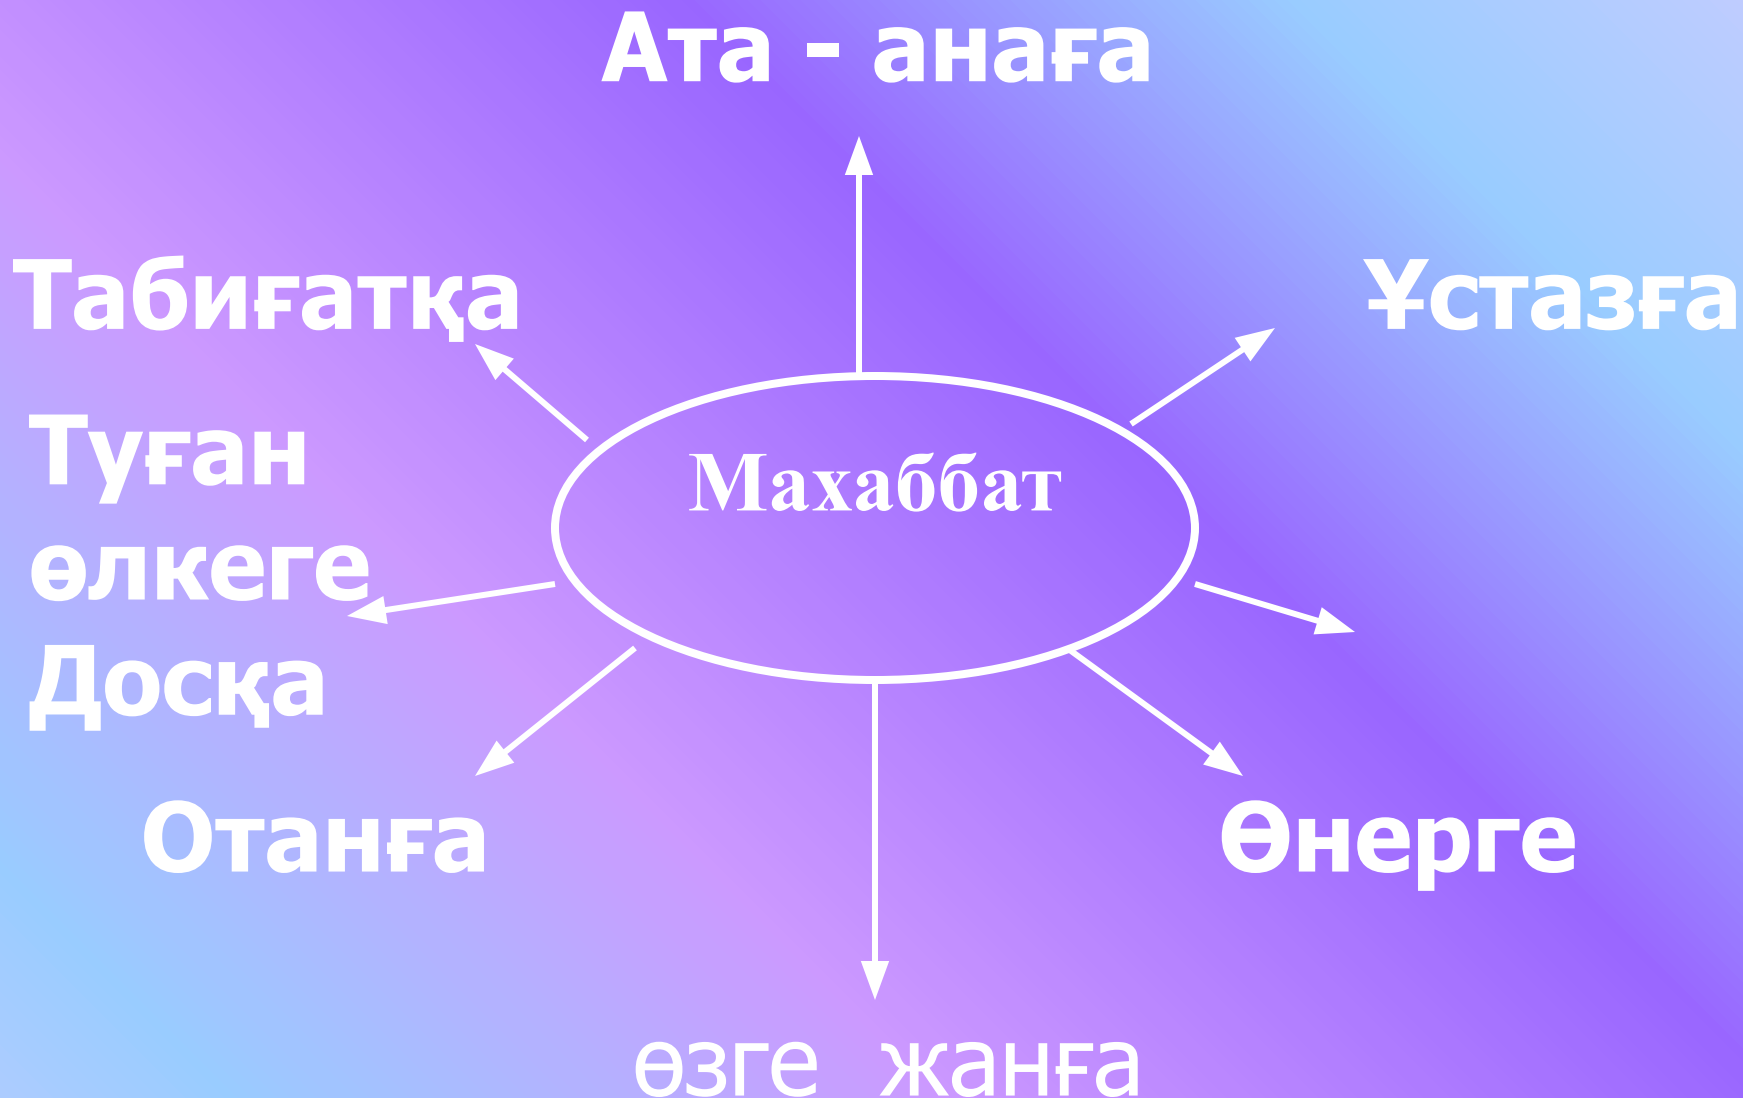 Ата - анаға
Табиғатқа
Ұстазға
Туған
өлкеге
Досқа
Махаббат
Отанға
Өнерге
өзге жанға